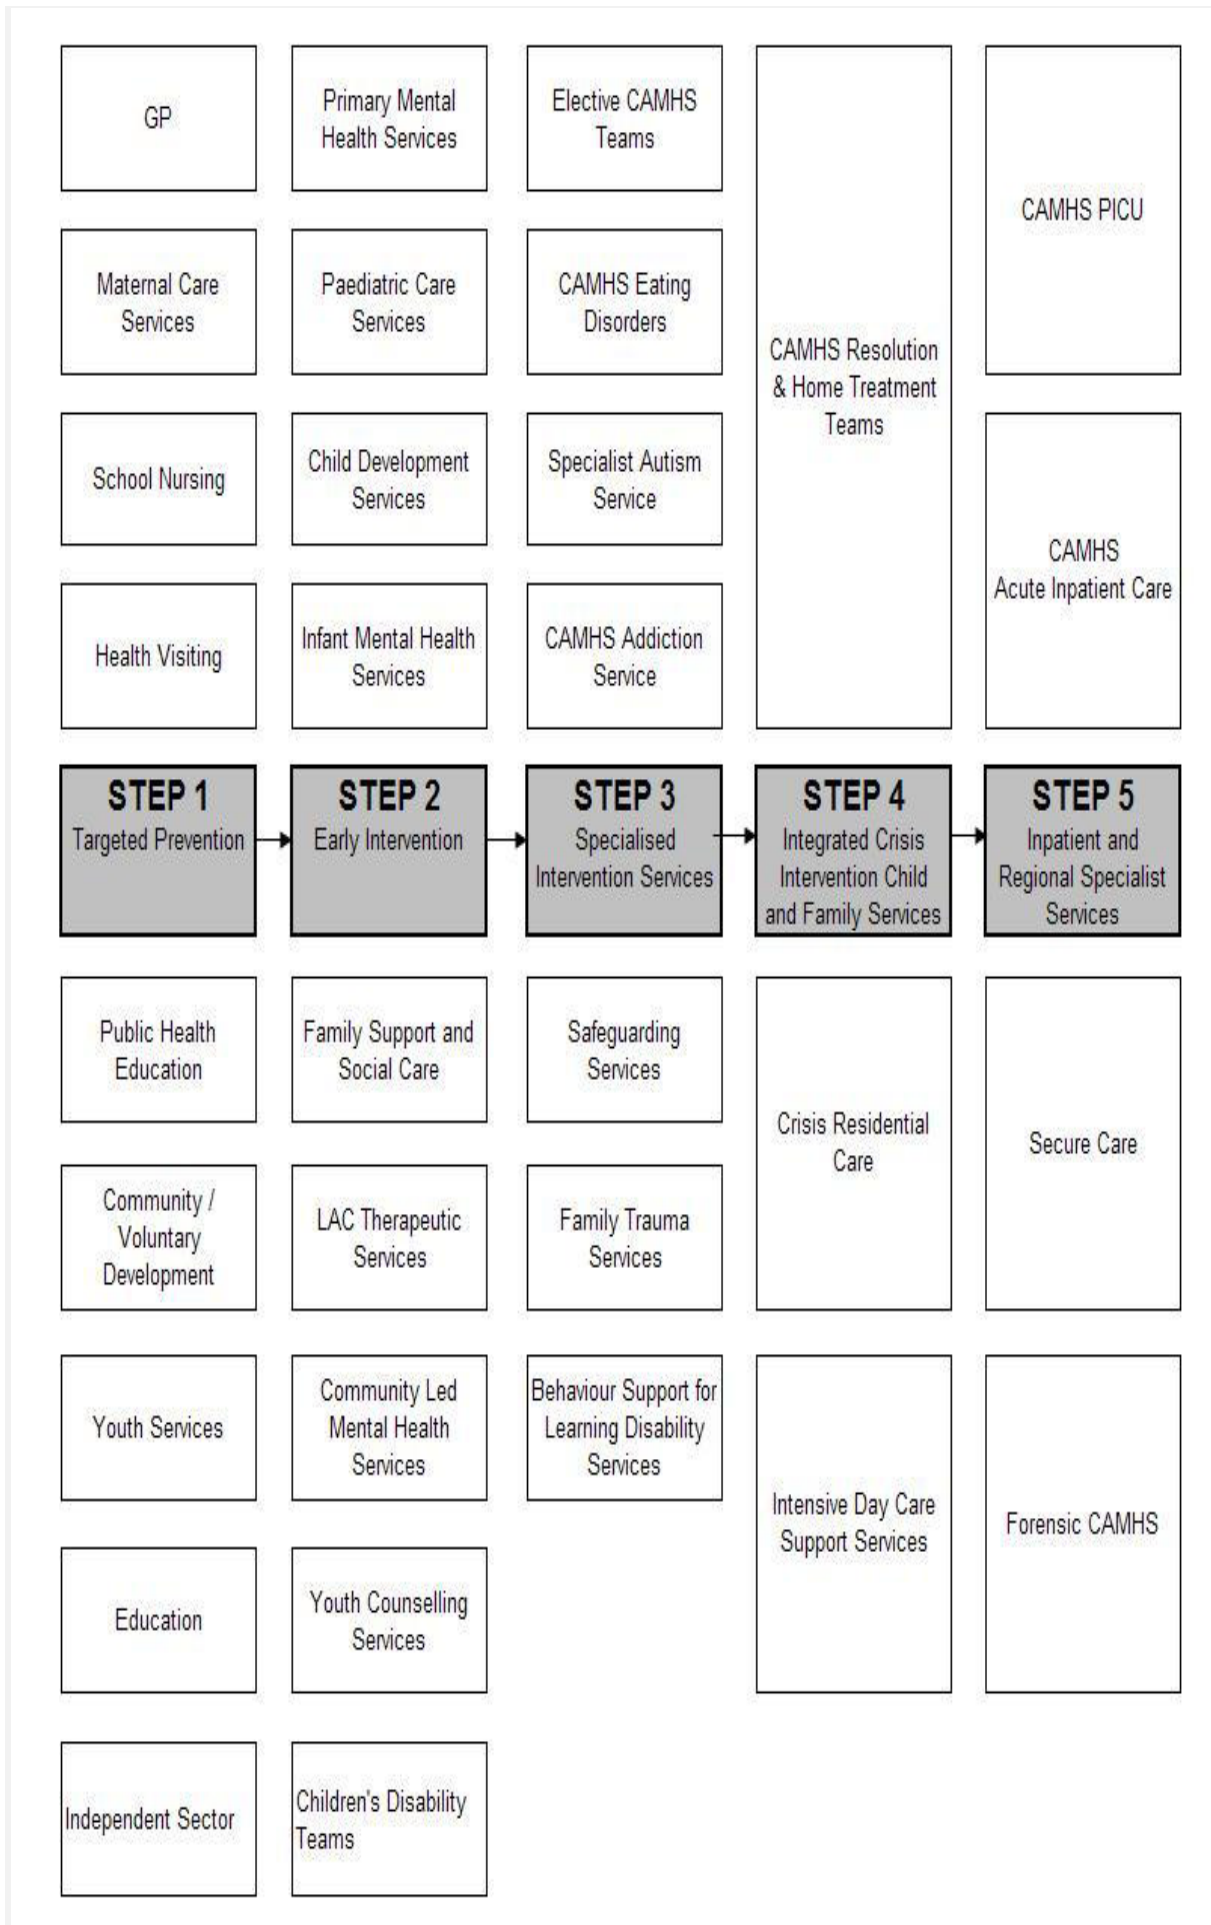 GP
Primary Mental
Health Services
Elective CAMHS
Teams
CAMHS Resolution
& Home Treatment
Teams
CAMHS PICU
Maternal Care
Services
Paediatric Care
Services
CAMHS Eating
Disorders
School Nursing
Child Development
Services
Specialist Autism
Service
CAMHS
Acute Inpatient Care
Health Visiting
Infant Mental Health
Services
CAMHS Addiction
Service
STEP 1
Targeted Prevention
STEP 2
Early Intervention
STEP 3
Specialised
Intervention Services
STEP 4
Integrated Crisis
Intervention Child
and Family Services
STEP 5
Inpatient and
Regional Specialist
Services
Public Health
Education
Family Support and
Social Care
Safeguarding
Services
Crisis Residential
Care
Secure Care
Community /
Voluntary
Development
LAC Therapeutic
Services
Family Trauma
Services
Youth Services
Community Led
Mental Health
Services
Behaviour Support for
Learning Disability
Services
Intensive Day Care
Support Services
Forensic CAMHS
Education
Youth Counselling
Services
Independent Sector
Children's Disability
Teams